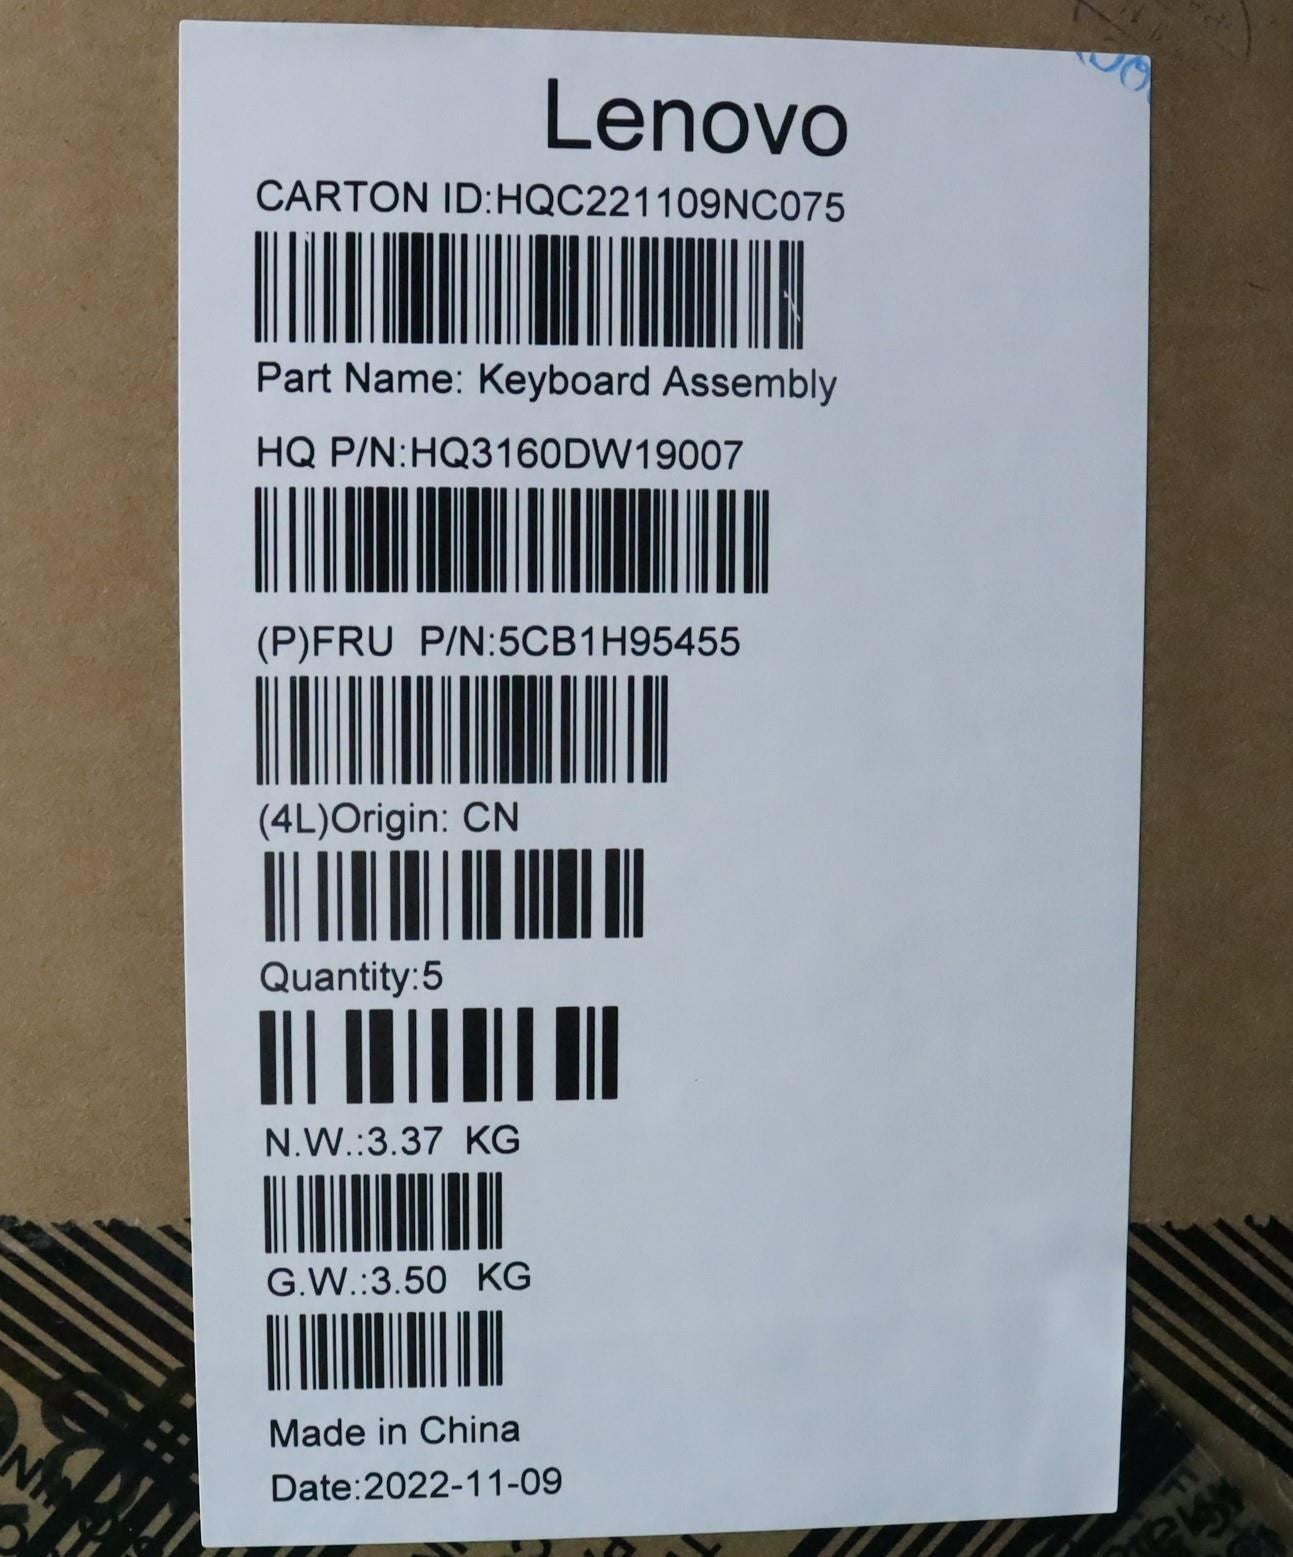 Lenovo
CARTON ID:HQC221109NC075
Part Name: Keyboard Assembly
HQ P/N:HQ3160DW19007
(P)FRU P/N:5CB1H95455
(4L)Origin: CN
Quantity:5
N.W.:3.37 KG
G.W.:3.50 KG
Made in China
Date:2022-11-09